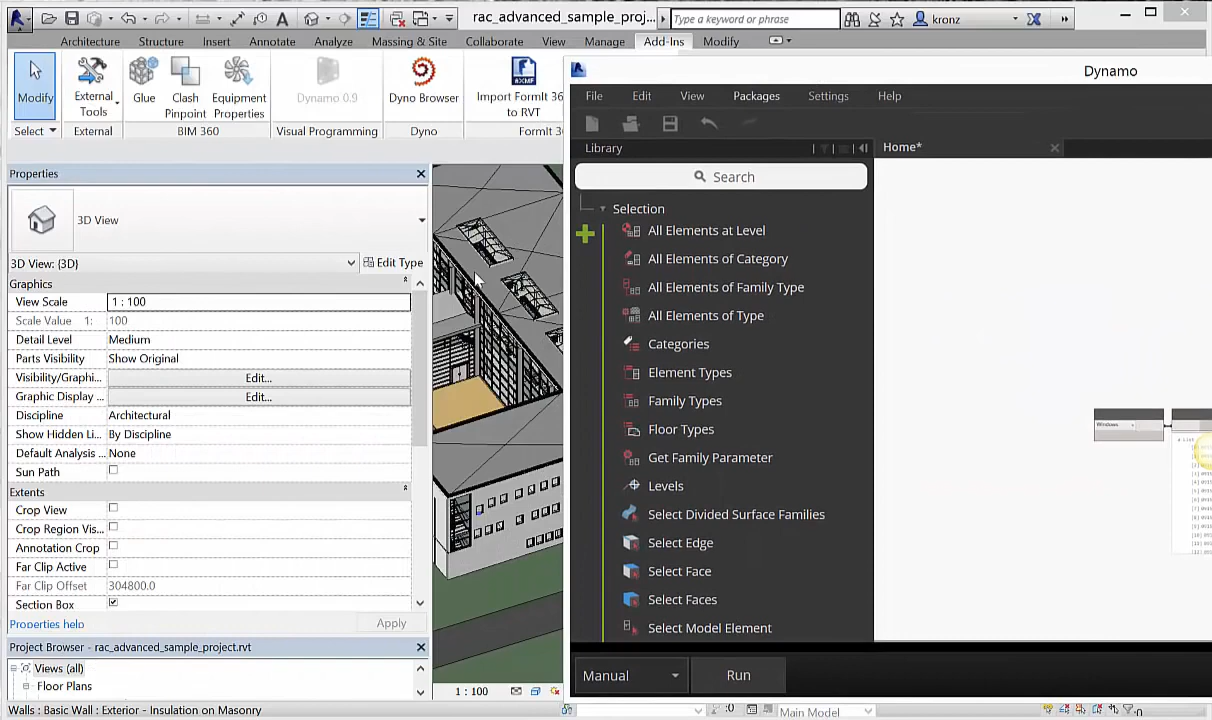 rac_advanced_sample_proj...
Type a keyword or phrase
kronz
Architecture Structure Insert Annotate Analyze Massing & Site Collaborate View Manage Add-Ins Modify
Modify
External Tools
Glue
Clash Pinpoint
Equipment Properties
Dynamo 0.9
Dyno Browser
Import FormIt 36
to RVT
Select External BIM 360 Visual Programming Dyno FormIt 3
Properties
3D View
3D View: {3D}
Edit Type
Graphics
View Scale 1 : 100
Scale Value 1: 100
Detail Level Medium
Parts Visibility Show Original
Visibility/Graphi... Edit...
Graphic Display ... Edit...
Discipline Architectural
Show Hidden Li... By Discipline
Default Analysis ... None
Sun Path
Extents
Crop View
Crop Region Vis...
Annotation Crop
Far Clip Active
Far Clip Offset 304800.0
Section Box
Properties help
Apply
Project Browser - rac_advanced_sample_project.rvt
Views (all)
Floor Plans
Walls : Basic Wall : Exterior - Insulation on Masonry
1 : 100
Dynamo
File Edit View Packages Settings Help
Library
Home*
Search
Selection
All Elements at Level
All Elements of Category
All Elements of Family Type
All Elements of Type
Categories
Element Types
Family Types
Floor Types
Get Family Parameter
Levels
Select Divided Surface Families
Select Edge
Select Face
Select Faces
Select Model Element
Windows
Manual
Run
:0
Main Model